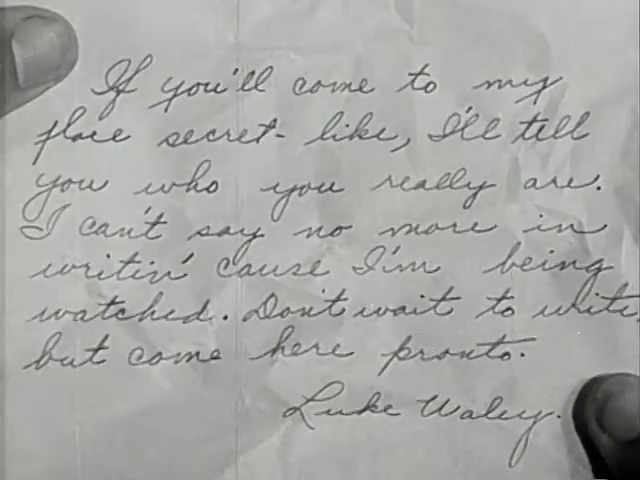 If you'll come to my
place secret-like, I'll tell
you who you really are.
I can't say no more in
writin' cause I'm being
watched. Don't wait to write,
but come here pronto.
Luke Waley.